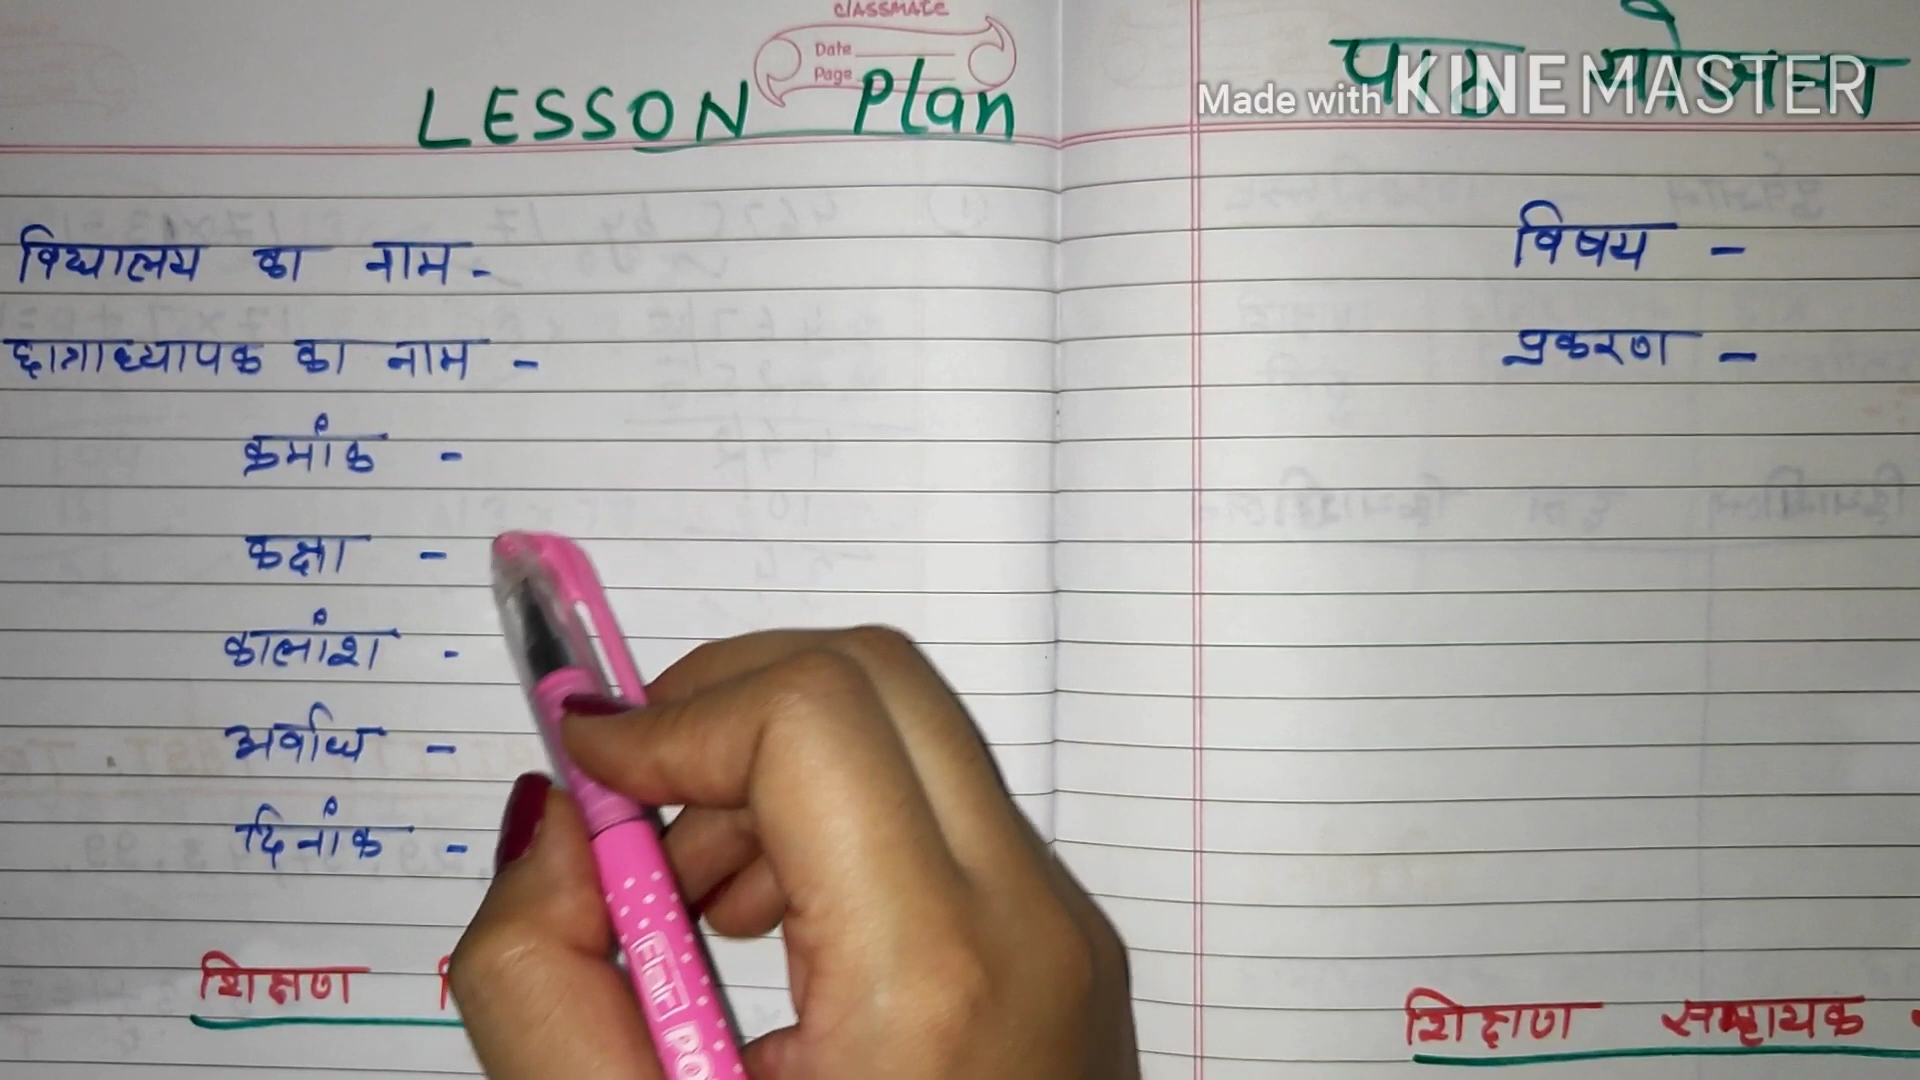 CLASSMATE
Date
Page
LESSON Plan
विद्यालय का नाम -
छात्राध्यापक का नाम -
क्रमांक -
कक्षा -
कालांश -
अवधि -
दिनांक -
शिक्षण
पाठ योजना
Made with KINEMASTER
विषय -
प्रकरण -
शिक्षण सहायक